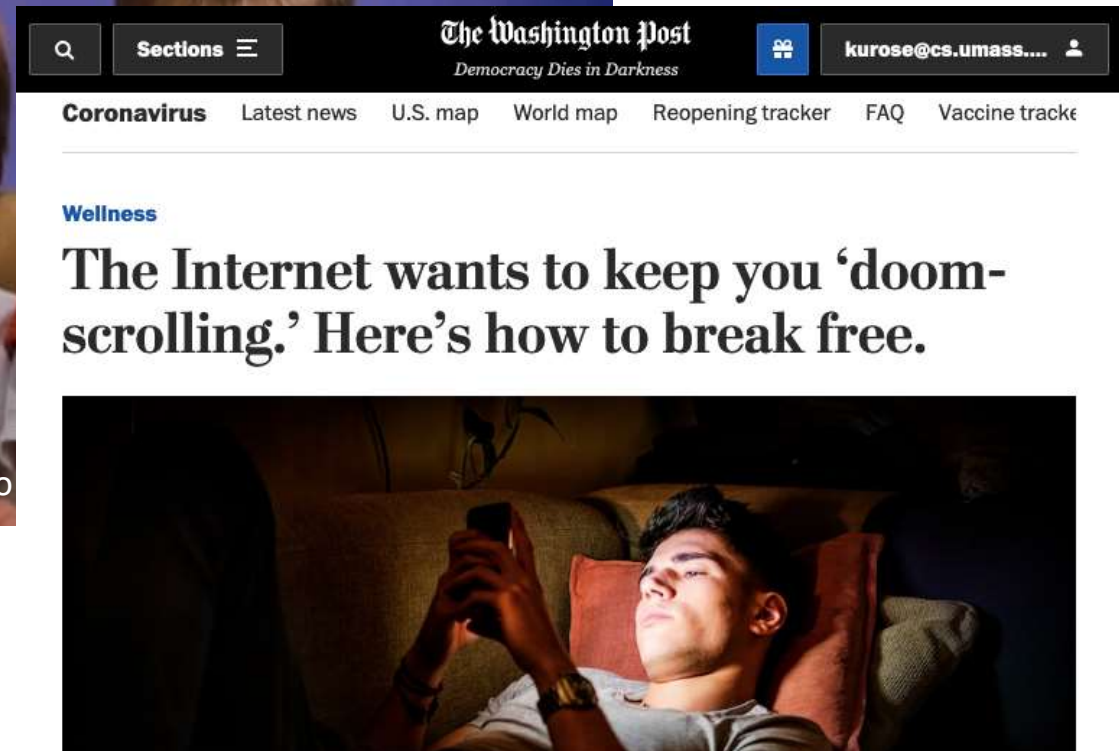 Sections
The Washington Post
Democracy Dies in Darkness
kurose@cs.umass....
Coronavirus Latest news U.S. map World map Reopening tracker FAQ Vaccine tracke
Wellness
The Internet wants to keep you ‘doom-
scrolling.’ Here’s how to break free.
o